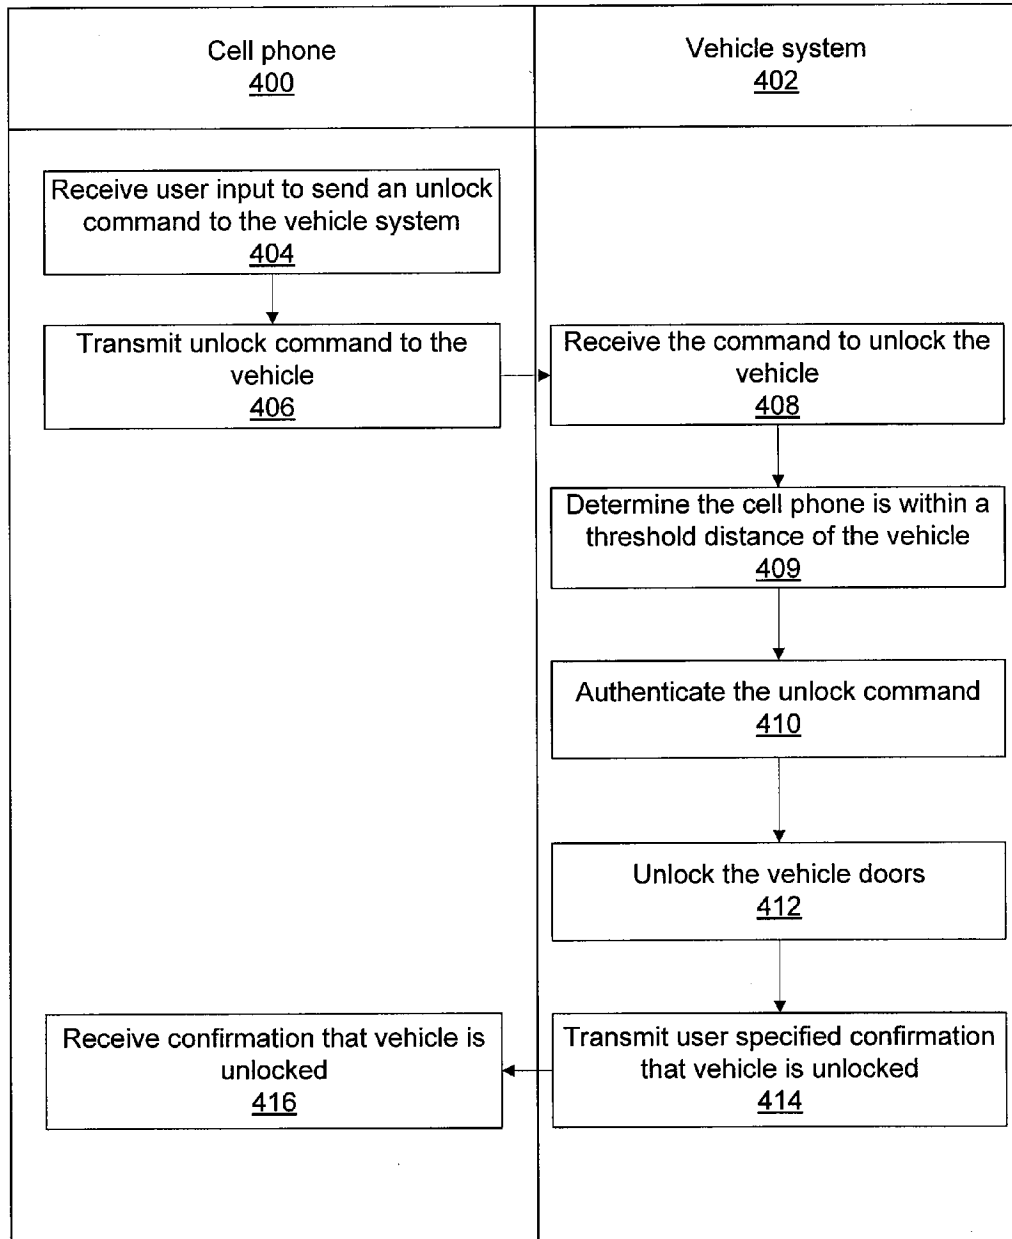 Cell phone
400
Vehicle system
402
Receive user input to send an unlock
command to the vehicle system
404
Transmit unlock command to the
vehicle
406
Receive the command to unlock the
vehicle
408
Determine the cell phone is within a
threshold distance of the vehicle
409
Authenticate the unlock command
410
Unlock the vehicle doors
412
Transmit user specified confirmation
that vehicle is unlocked
414
Receive confirmation that vehicle is
unlocked
416